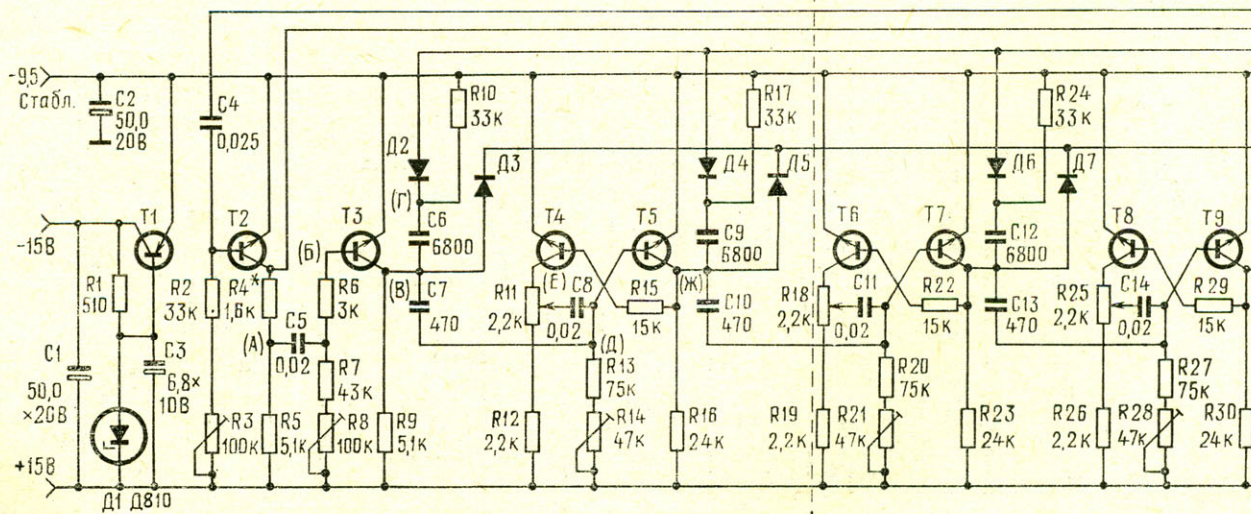 -9,5
Стабл.
C2
50,0
20В
C4
0,025
R10
33к
R17
33к
R24
33к
Д2
Д3
Д4
Д5
Д6
Д7
(Г)
C6
6800
C9
6800
C12
6800
-15В
T1
T2
T3
T4
T5
T6
T7
T8
T9
(Б)
(В)
(Е)
(Ж)
(А)
(Д)
R1
510
R2
33к
R4*
1,6к
R6
3к
C7
470
R11
2,2к
C8
0,02
R15
15к
C10
470
R18
2,2к
C11
0,02
R22
15к
C13
470
R25
2,2к
C14
0,02
R29
15к
C5
0,02
C1
50,0
×20В
C3
6,8×
10В
R7
43к
R13
75к
R20
75к
R27
75к
R3
100к
R5
5,1к
R8
100к
R9
5,1к
R12
2,2к
R14
47к
R16
24к
R19
2,2к
R21
47к
R23
24к
R26
2,2к
R28
47к
R30
24к
+15В
Д1 Д810